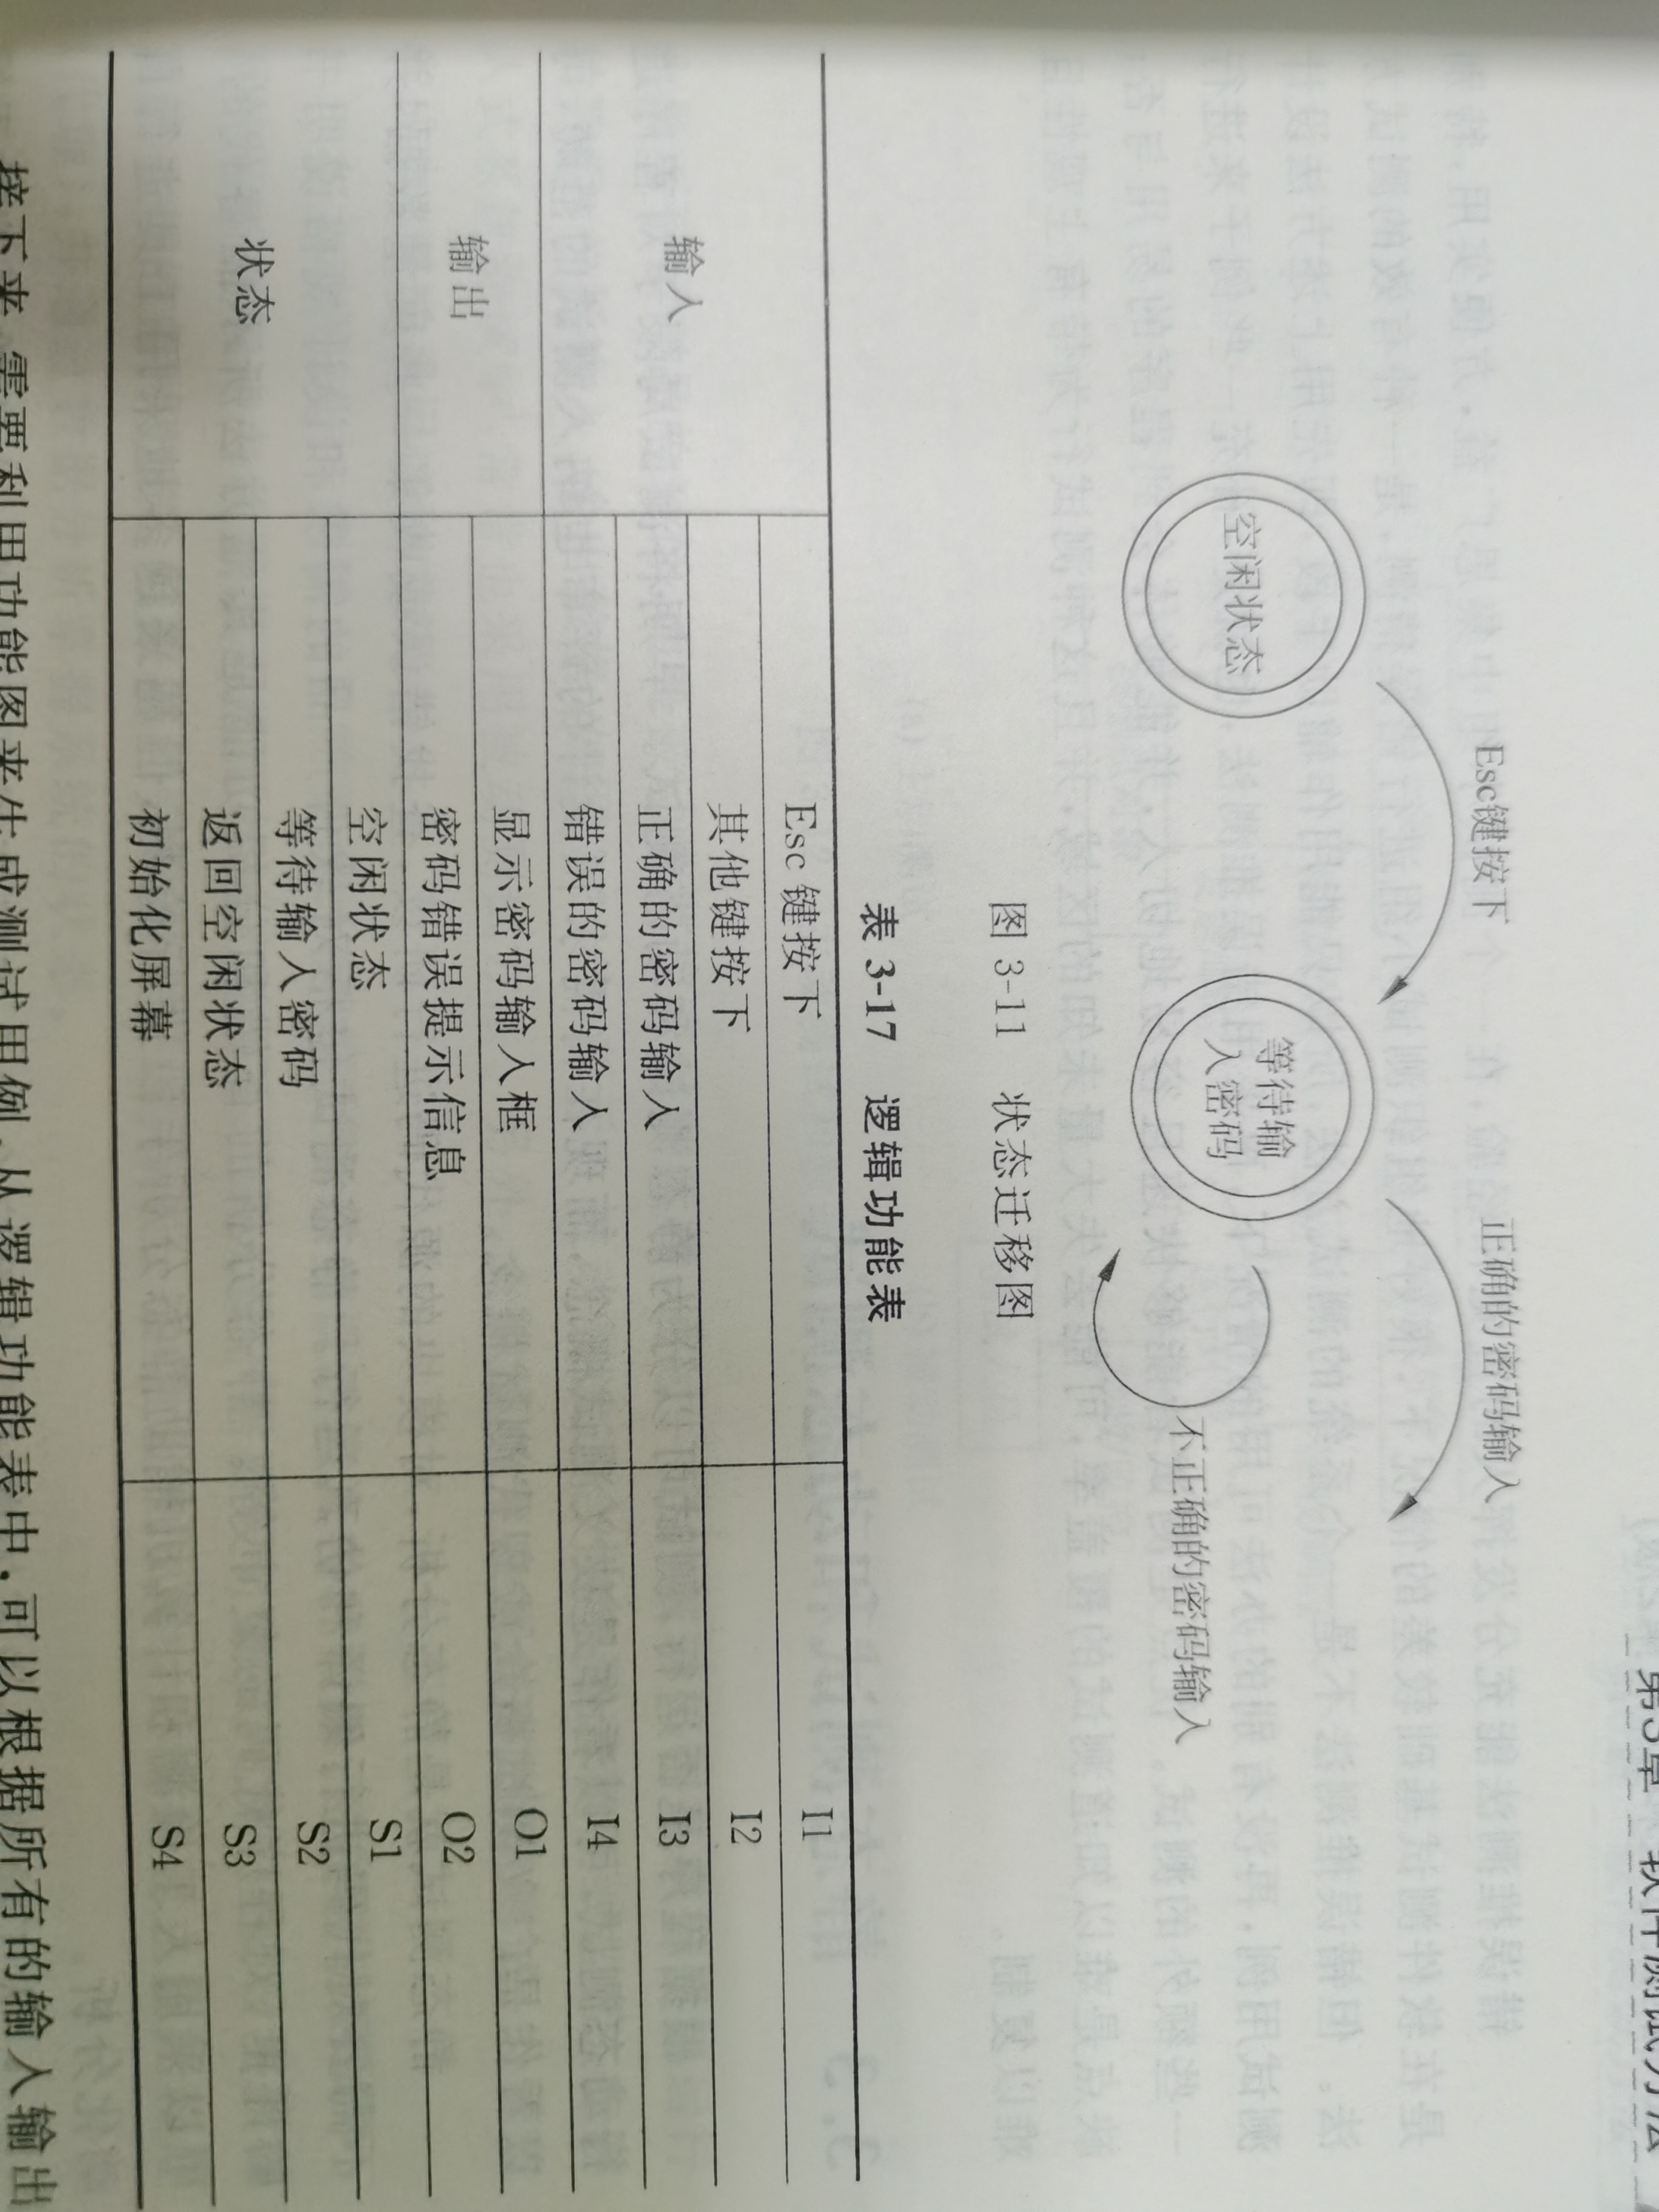 第3章 软件测试方法
Esc键按下
正确的密码输入
空闲状态
等待输
入密码
不正确的密码输入
图 3-11 状态迁移图
表 3-17 逻辑功能表
输入 Esc 键按下 I1
其他键按下 I2
正确的密码输入 I3
错误的密码输入 I4
输出 显示密码输入框 O1
密码错误提示信息 O2
状态 空闲状态 S1
等待输入密码 S2
返回空闲状态 S3
初始化屏幕 S4
接下来,需要利用功能图来生成测试用例,从逻辑功能表中,可以根据所有的输入输出